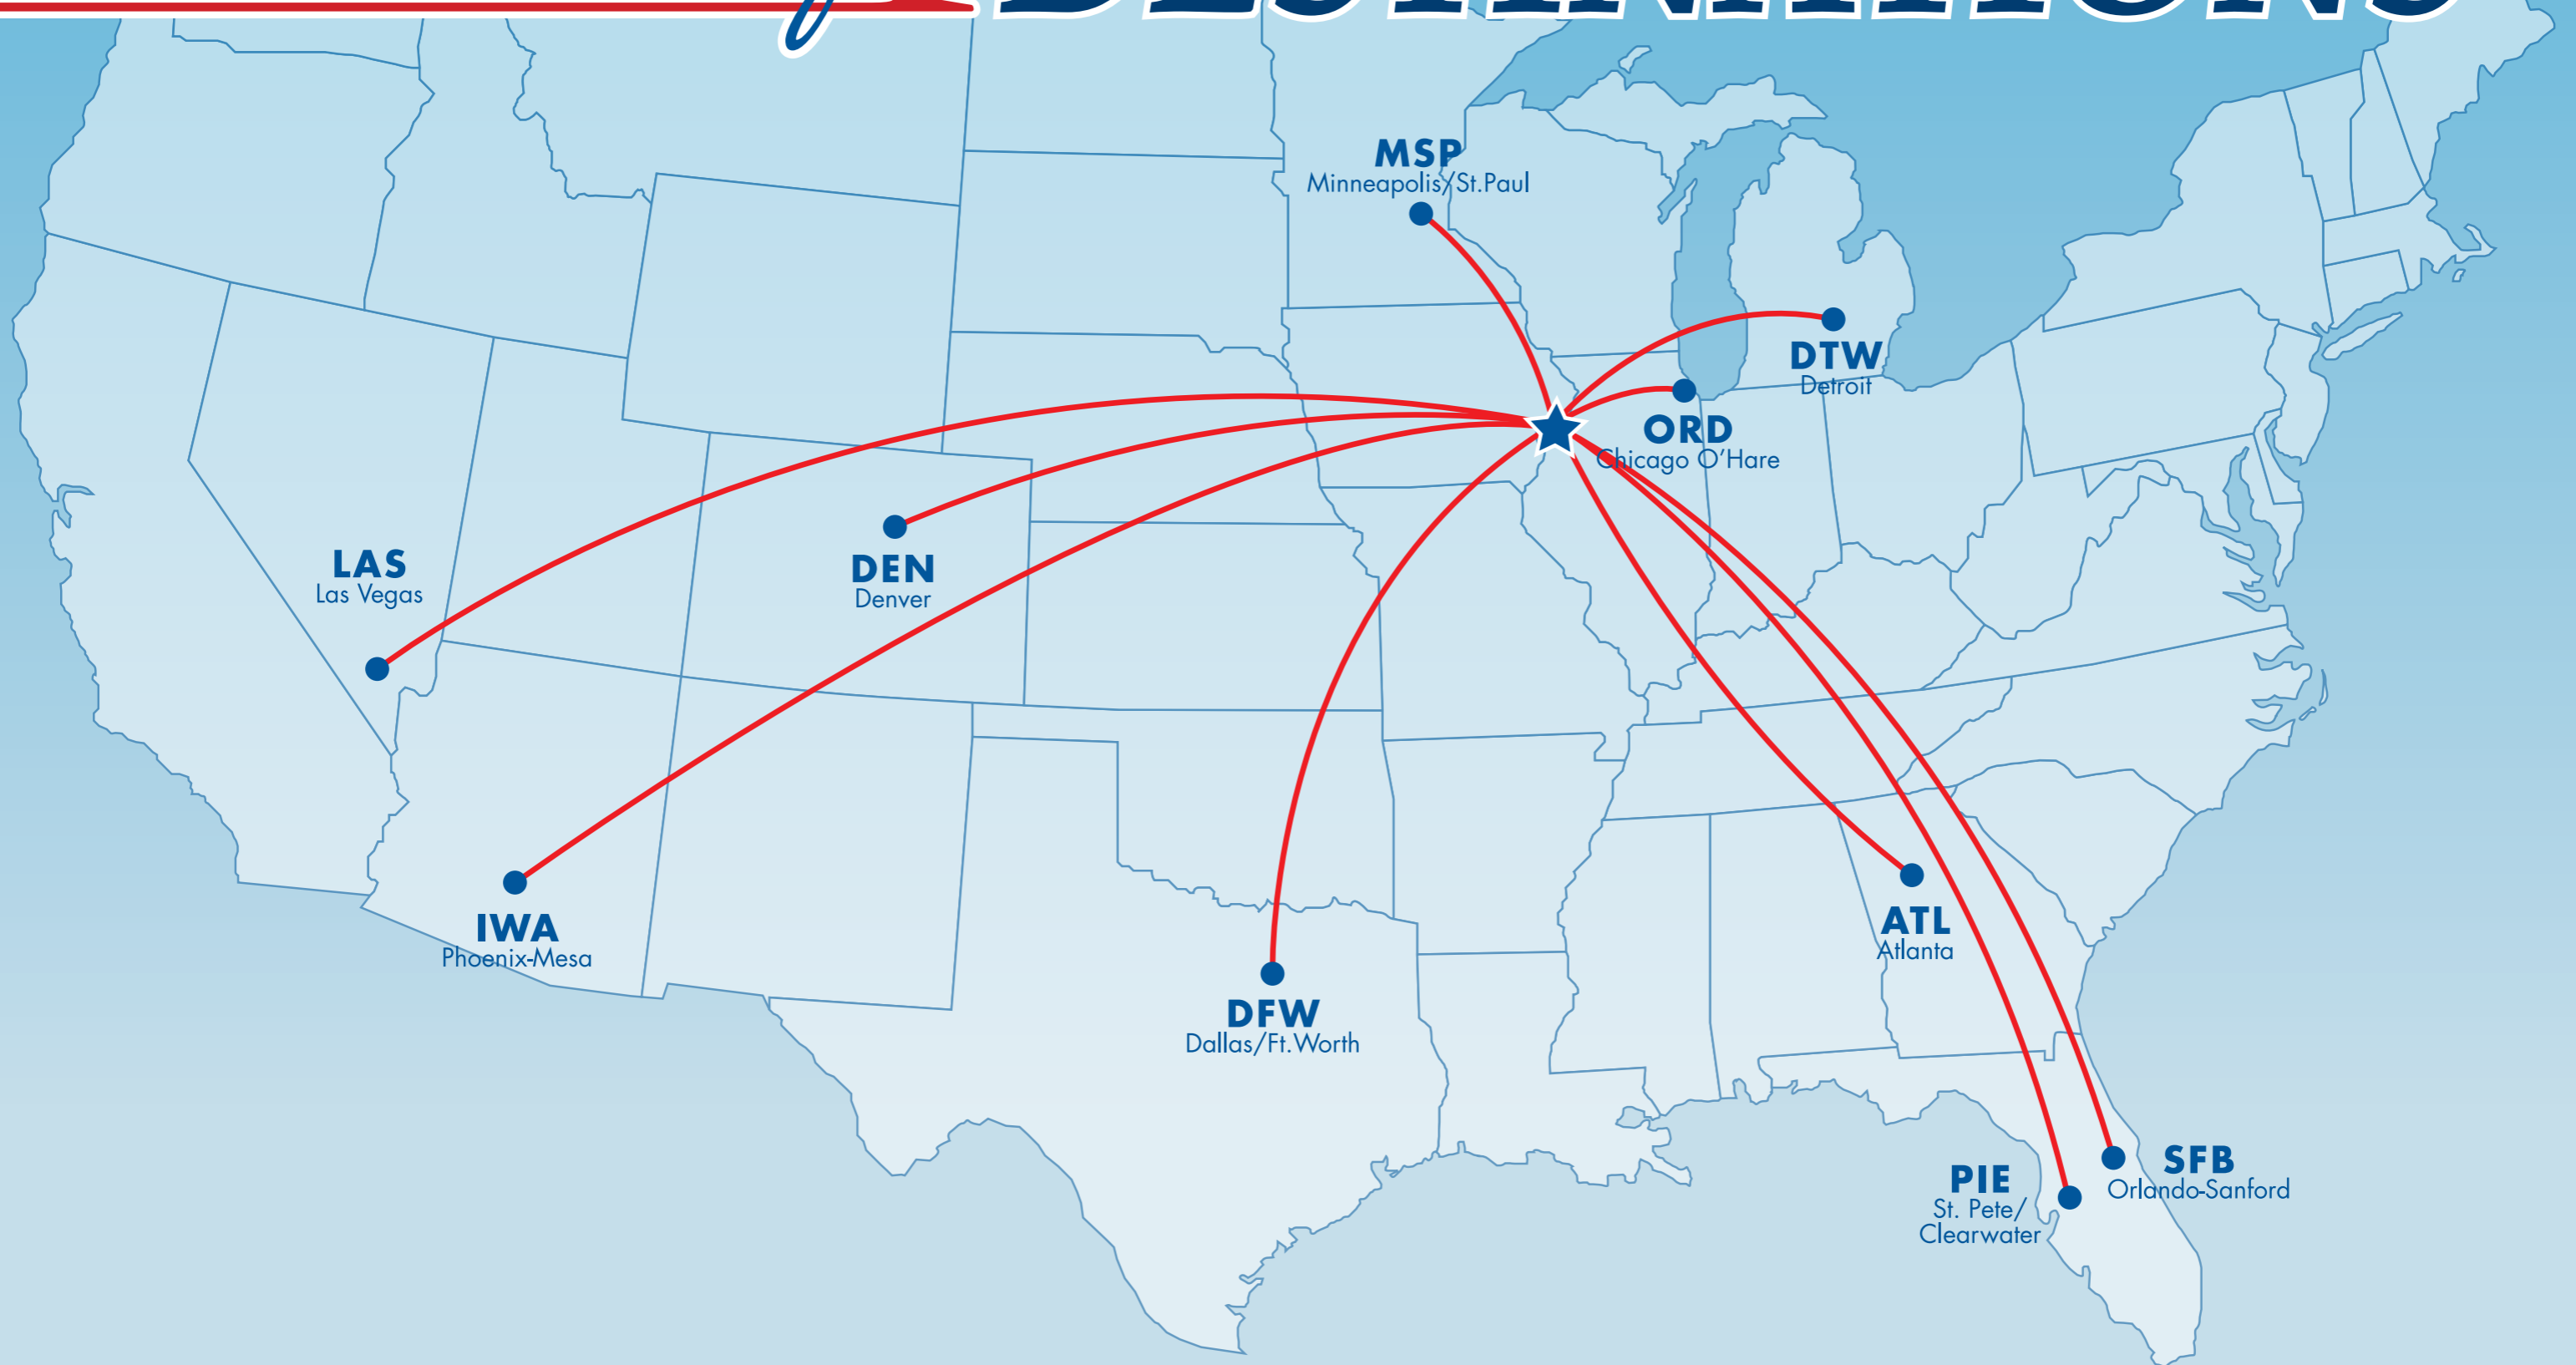 DESTINATIONS
MSP
Minneapolis/St.Paul
DTW
Detroit
ORD
Chicago O'Hare
LAS
Las Vegas
DEN
Denver
IWA
Phoenix-Mesa
DFW
Dallas/Ft.Worth
ATL
Atlanta
SFB
Orlando-Sanford
PIE
St. Pete/
Clearwater